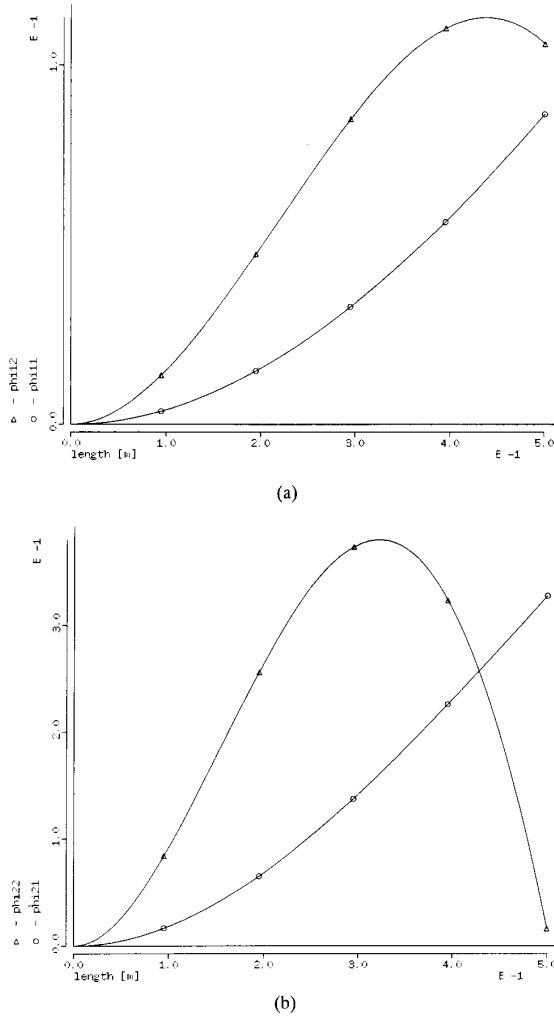 E -1
1.0
0.0
△ - phi12
○ - phi11
0.0 1.0 2.0 3.0 4.0 5.0
length [m] E -1
(a)
E -1
3.0
2.0
1.0
0.0
△ - phi22
○ - phi21
0.0 1.0 2.0 3.0 4.0 5.0
length [m] E -1
(b)